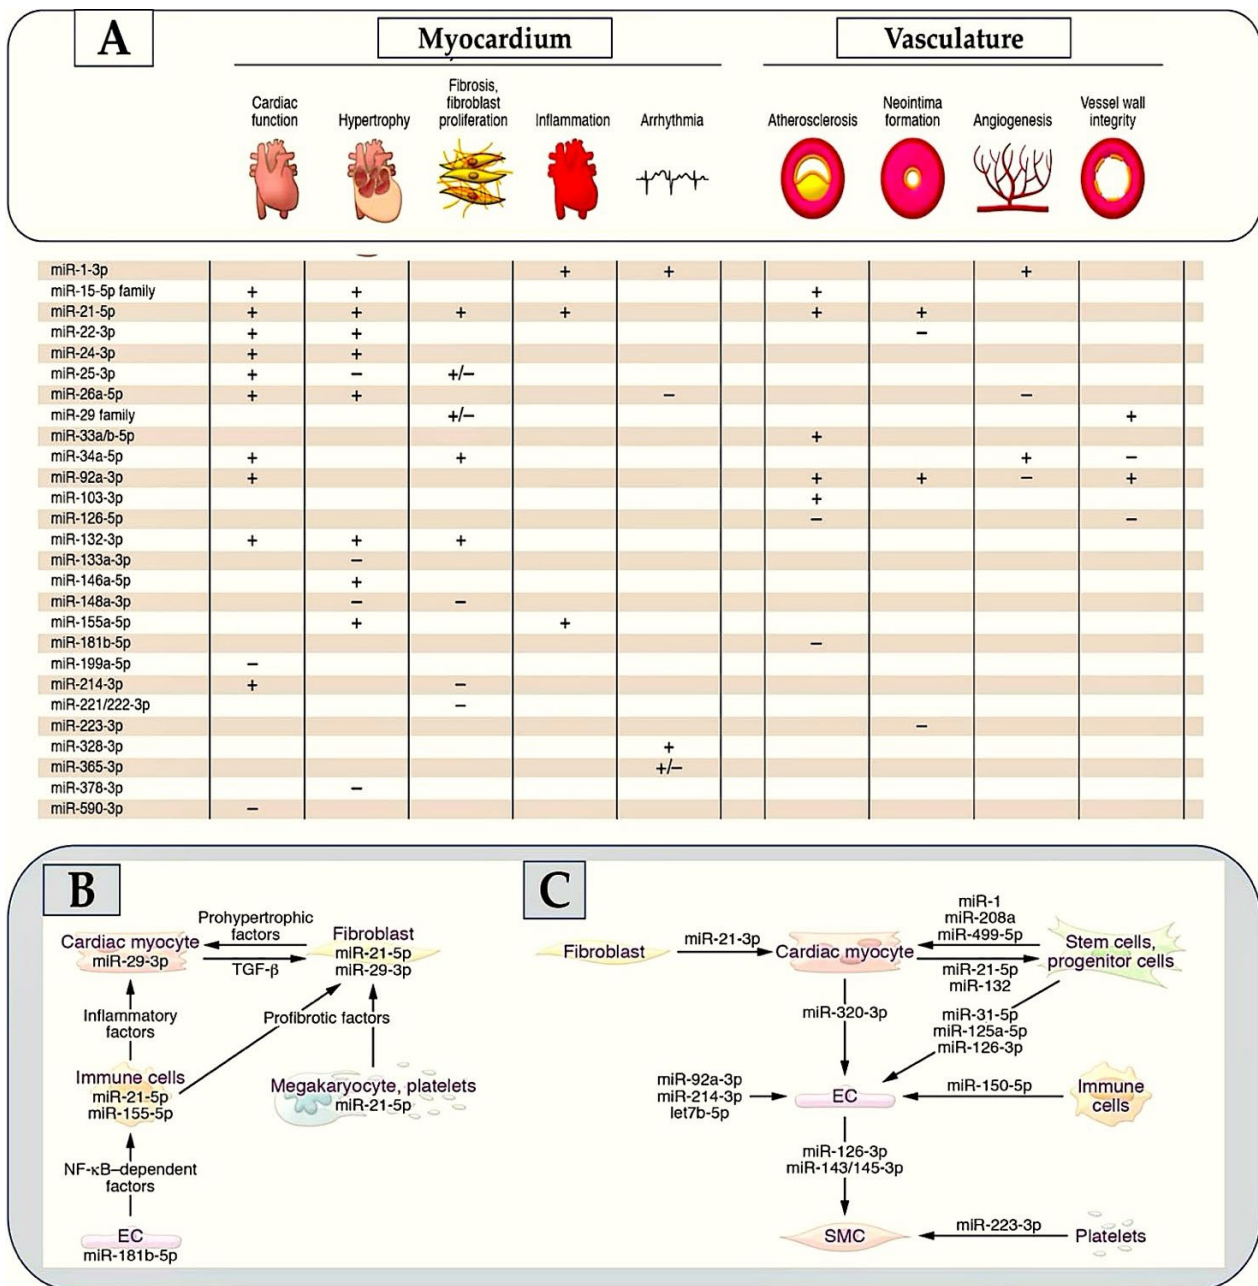 A
Myocardium
Vasculature
Cardiac
function
Hypertrophy
Fibrosis,
fibroblast
proliferation
Inflammation
Arrhythmia
Atherosclerosis
Neointima
formation
Angiogenesis
Vessel wall
integrity
miR-1-3p + + +
miR-15-5p family + + +
miR-21-5p + + + + + +
miR-22-3p + + −
miR-24-3p + +
miR-25-3p + − +/−
miR-26a-5p + + − −
miR-29 family +/− +
miR-33a/b-5p +
miR-34a-5p + + + −
miR-92a-3p + + + − +
miR-103-3p +
miR-126-5p − −
miR-132-3p + + +
miR-133a-3p −
miR-146a-5p +
miR-148a-3p − −
miR-155a-5p + +
miR-181b-5p −
miR-199a-5p −
miR-214-3p + −
miR-221/222-3p −
miR-223-3p −
miR-328-3p +
miR-365-3p +/−
miR-378-3p −
miR-590-3p −
B
Cardiac myocyte
miR-29-3p
Prohypertrophic
factors
TGF-β
Fibroblast
miR-21-5p
miR-29-3p
Inflammatory
factors
Profibrotic factors
Immune cells
miR-21-5p
miR-155-5p
Megakaryocyte, platelets
miR-21-5p
NF-κB–dependent
factors
EC
miR-181b-5p
C
Fibroblast
miR-21-3p
Cardiac myocyte
miR-1
miR-208a
miR-499-5p
miR-21-5p
miR-132
Stem cells,
progenitor cells
miR-320-3p
miR-31-5p
miR-125a-5p
miR-126-3p
miR-92a-3p
miR-214-3p
let7b-5p
EC
miR-150-5p
Immune
cells
miR-126-3p
miR-143/145-3p
SMC
miR-223-3p
Platelets